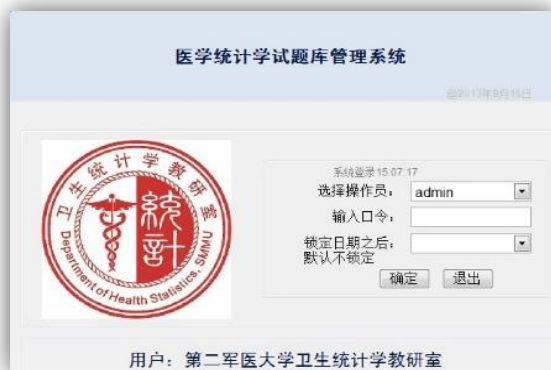 医学统计学试题库管理系统
@2013年9月16日
卫生统计学教研室
統計
Department of Health Statistics, SMMU
系统登录 15:07:17
选择操作员: admin
输入口令:
锁定日期之后:
默认不锁定
确定 退出
用户: 第二军医大学卫生统计学教研室